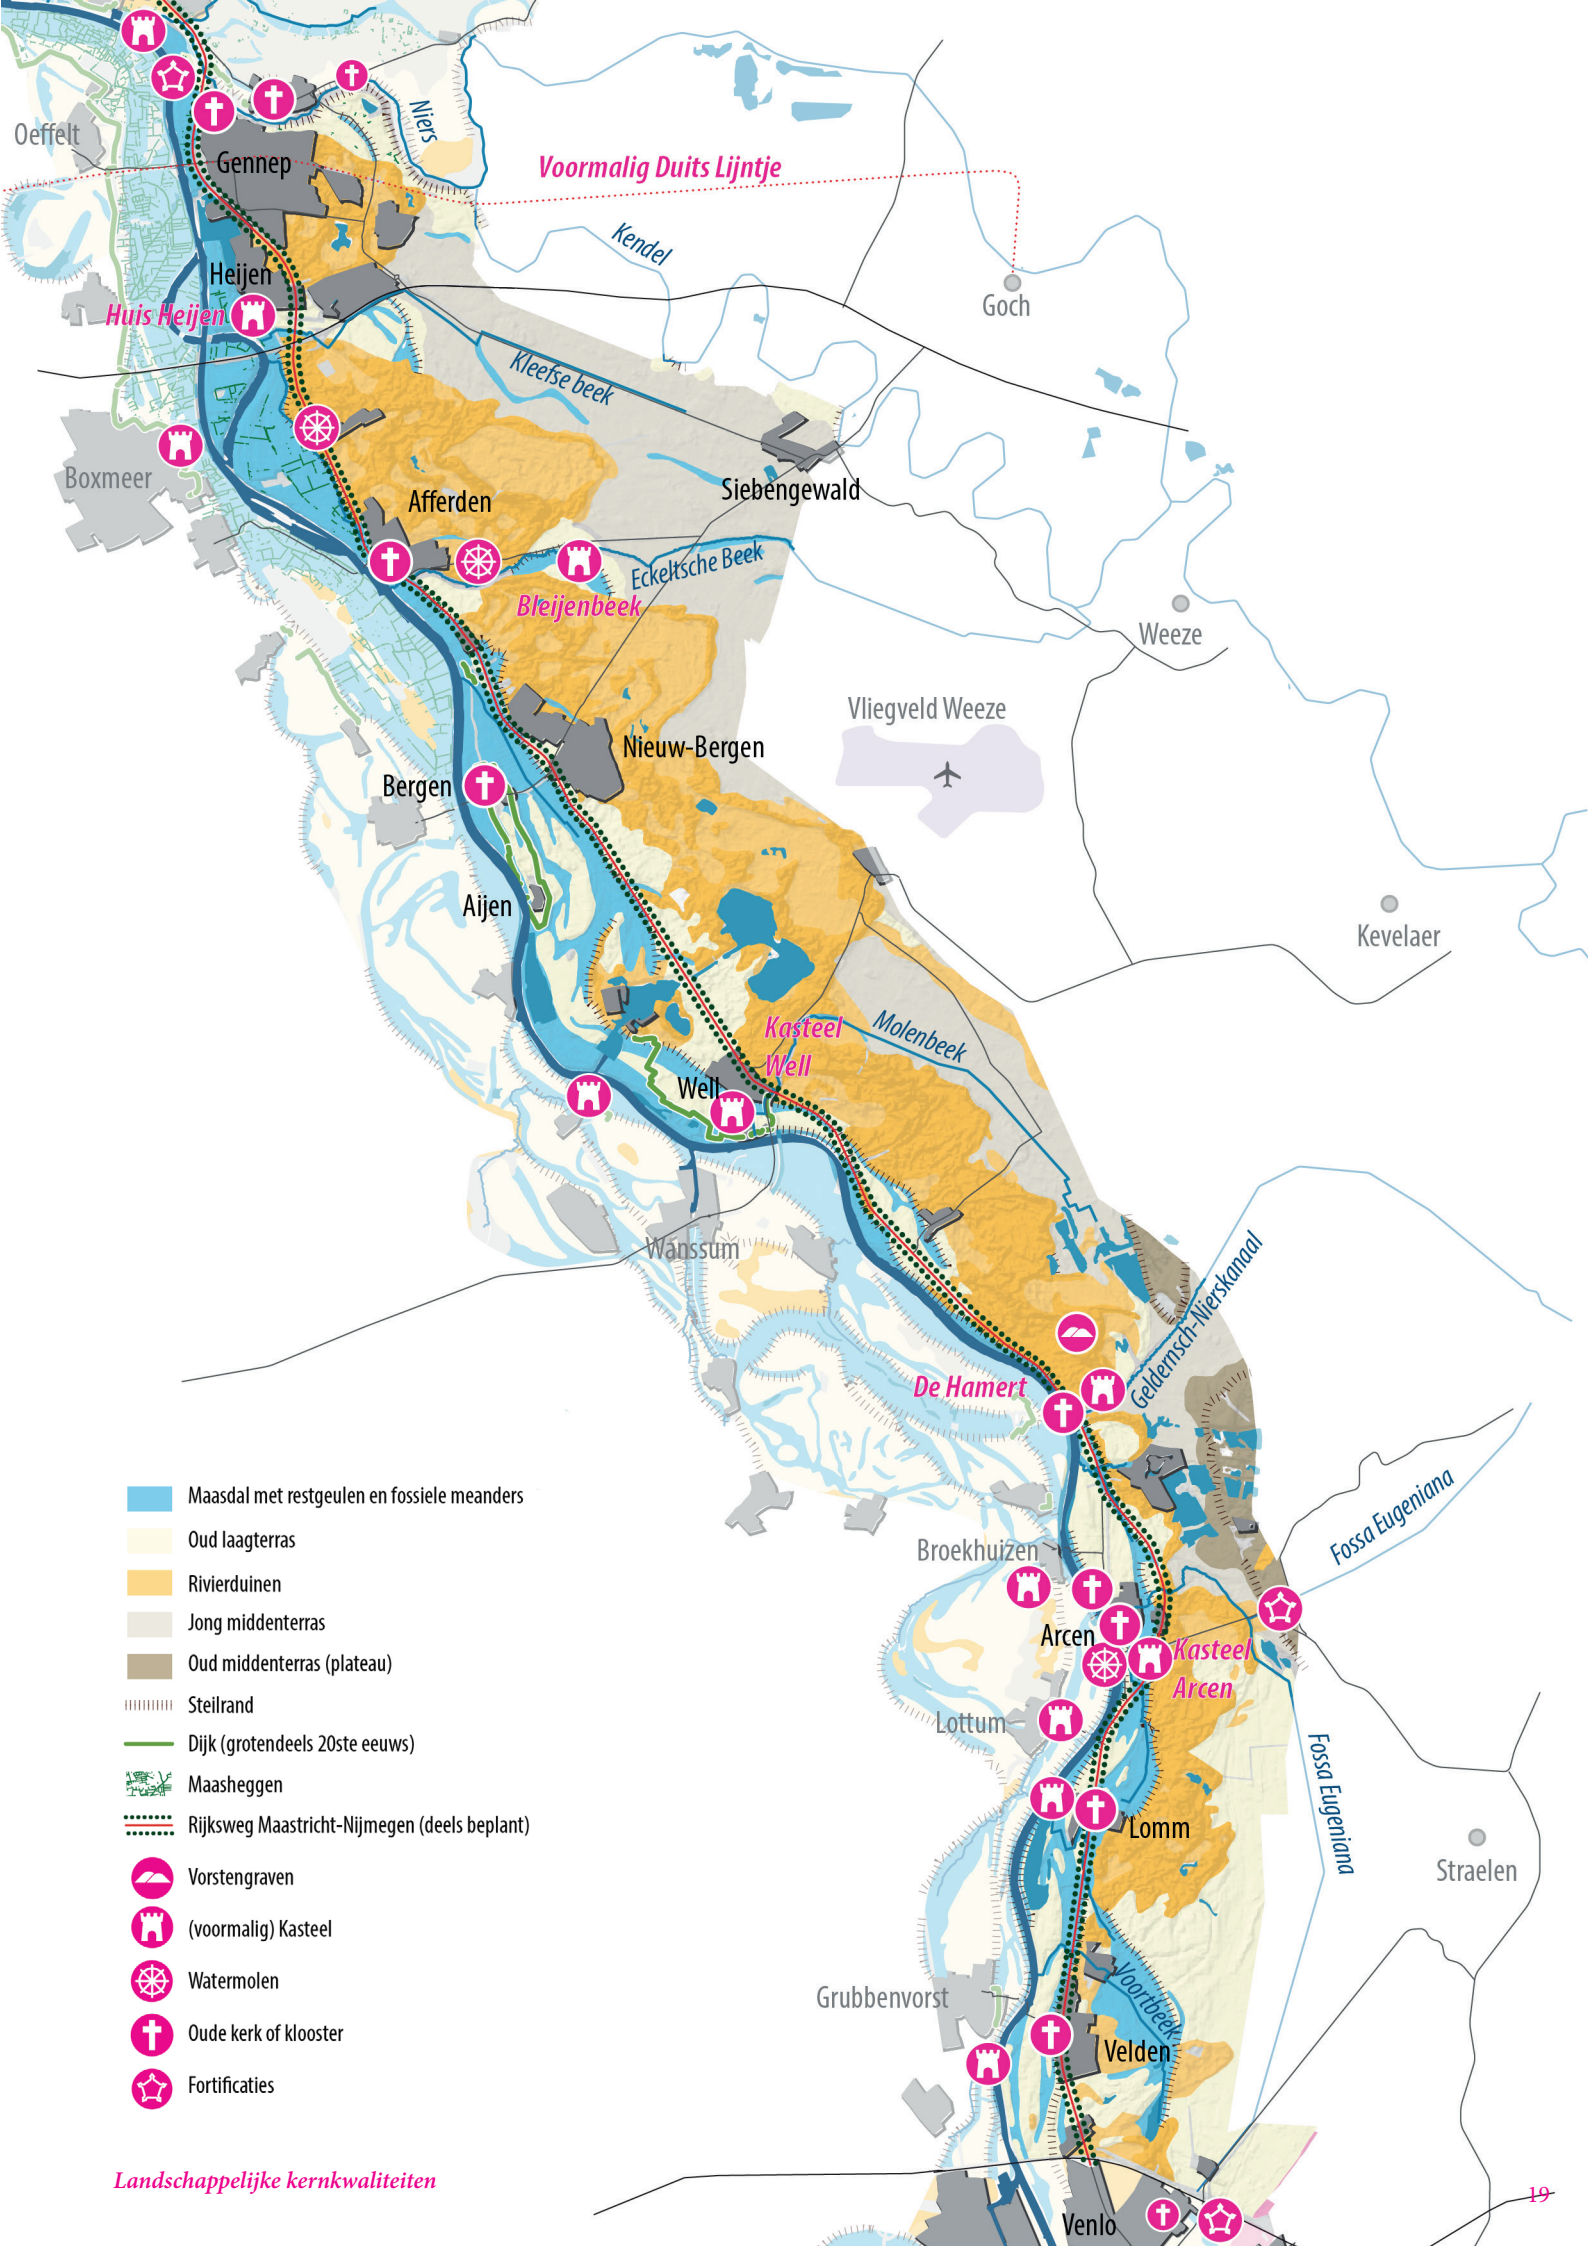 Oeffelt
Niers
Gennep
Voormalig Duits Lijntje
Kendel
Heijen
Goch
Huis Heijen
Kleefse beek
Boxmeer
Siebengewald
Afferden
Eckeltsche Beek
Bleijenbeek
Weeze
Vliegveld Weeze
Nieuw-Bergen
Bergen
Aijen
Kevelaer
Kasteel
Well
Molenbeek
Well
Wanssum
Geldernsch-Nierskanaal
De Hamert
Fossa Eugeniana
Broekhuizen
Arcen
Kasteel
Arcen
Lottum
Fossa Eugeniana
Lomm
Straelen
Voortbeek
Grubbenvorst
Velden
Venlo
Maasdal met restgeulen en fossiele meanders
Oud laagterras
Rivierduinen
Jong middenterras
Oud middenterras (plateau)
Steilrand
Dijk (grotendeels 20ste eeuws)
Maasheggen
Rijksweg Maastricht-Nijmegen (deels beplant)
Vorstengraven
(voormalig) Kasteel
Watermolen
Oude kerk of klooster
Fortificaties
Landschappelijke kernkwaliteiten
19